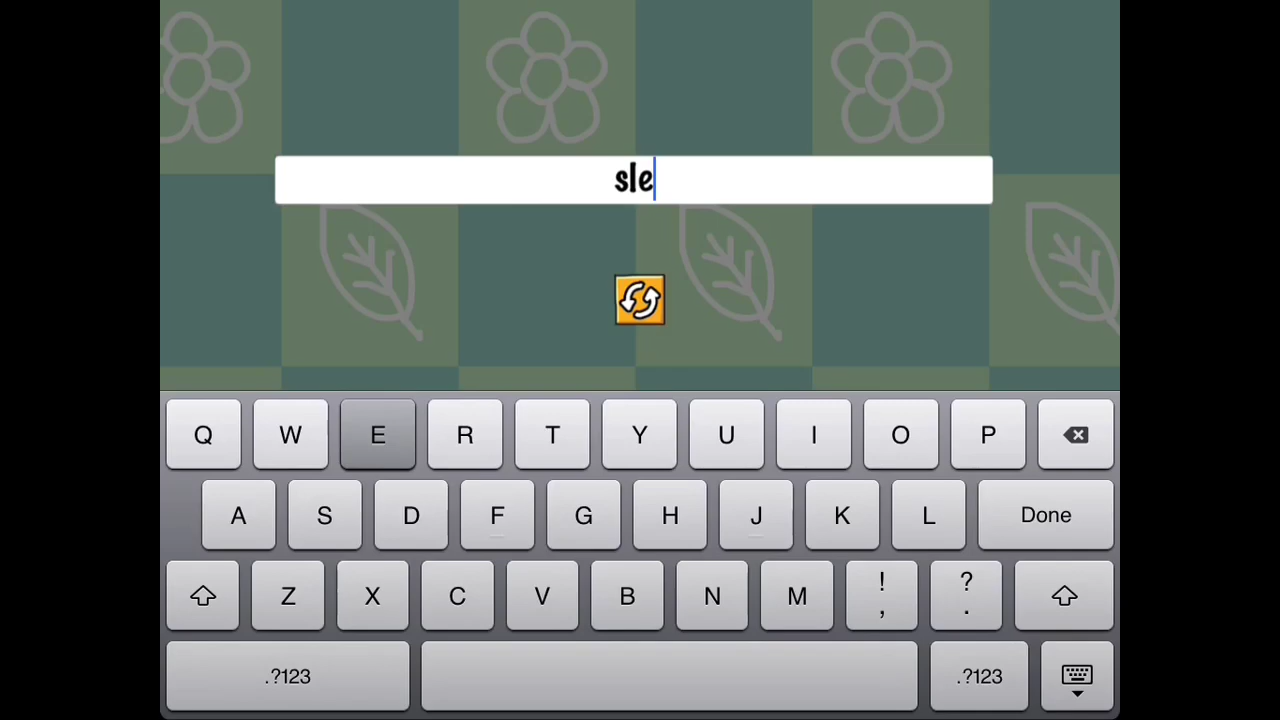 sle
Q W E R T Y U I O P
A S D F G H J K L Done
Z X C V B N M ! , ? .
.?123 .?123